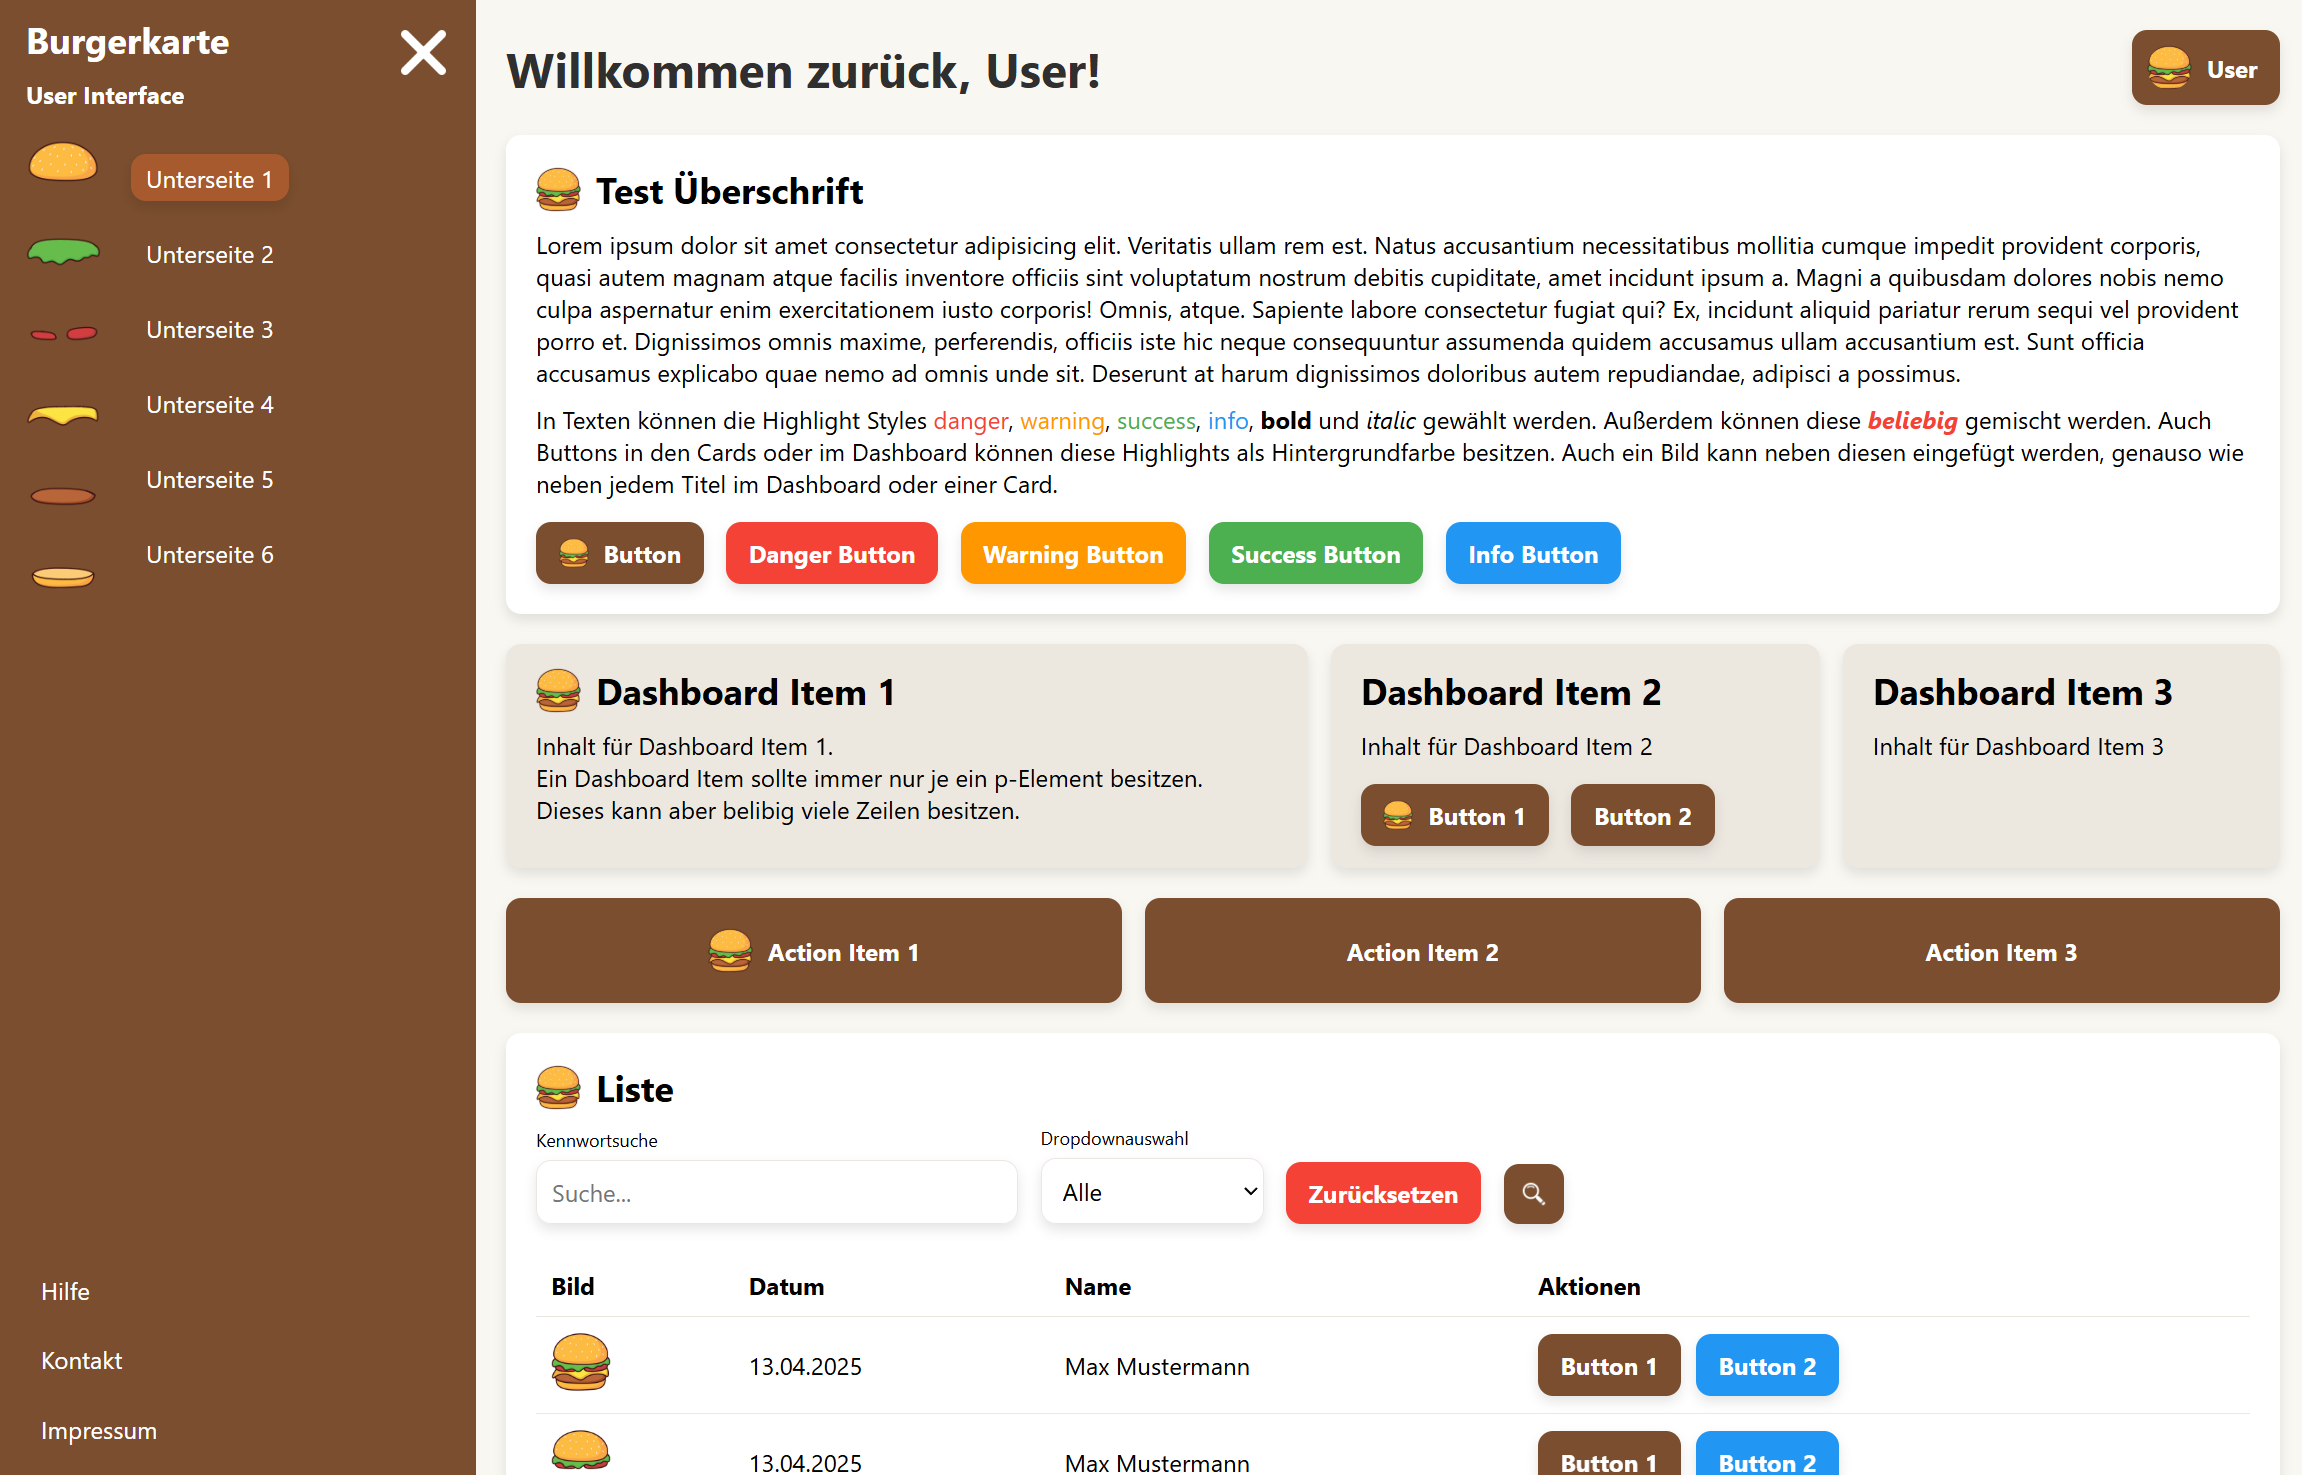 Burgerkarte
User Interface
Unterseite 1
Unterseite 2
Unterseite 3
Unterseite 4
Unterseite 5
Unterseite 6
Hilfe
Kontakt
Impressum
Willkommen zurück, User!
User
Test Überschrift
Lorem ipsum dolor sit amet consectetur adipisicing elit. Veritatis ullam rem est. Natus accusantium necessitatibus mollitia cumque impedit provident corporis,
quasi autem magnam atque facilis inventore officiis sint voluptatum nostrum debitis cupiditate, amet incidunt ipsum a. Magni a quibusdam dolores nobis nemo
culpa aspernatur enim exercitationem iusto corporis! Omnis, atque. Sapiente labore consectetur fugiat qui? Ex, incidunt aliquid pariatur rerum sequi vel provident
porro et. Dignissimos omnis maxime, perferendis, officiis iste hic neque consequuntur assumenda quidem accusamus ullam accusantium est. Sunt officia
accusamus explicabo quae nemo ad omnis unde sit. Deserunt at harum dignissimos doloribus autem repudiandae, adipisci a possimus.
In Texten können die Highlight Styles danger, warning, success, info, bold und italic gewählt werden. Außerdem können diese beliebig gemischt werden. Auch
Buttons in den Cards oder im Dashboard können diese Highlights als Hintergrundfarbe besitzen. Auch ein Bild kann neben diesen eingefügt werden, genauso wie
neben jedem Titel im Dashboard oder einer Card.
Button
Danger Button
Warning Button
Success Button
Info Button
Dashboard Item 1
Inhalt für Dashboard Item 1.
Ein Dashboard Item sollte immer nur je ein p-Element besitzen.
Dieses kann aber belibig viele Zeilen besitzen.
Dashboard Item 2
Inhalt für Dashboard Item 2
Button 1
Button 2
Dashboard Item 3
Inhalt für Dashboard Item 3
Action Item 1
Action Item 2
Action Item 3
Liste
Kennwortsuche
Suche...
Dropdownauswahl
Alle
Zurücksetzen
Bild Datum Name Aktionen
13.04.2025 Max Mustermann Button 1 Button 2
13.04.2025 Max Mustermann Button 1 Button 2